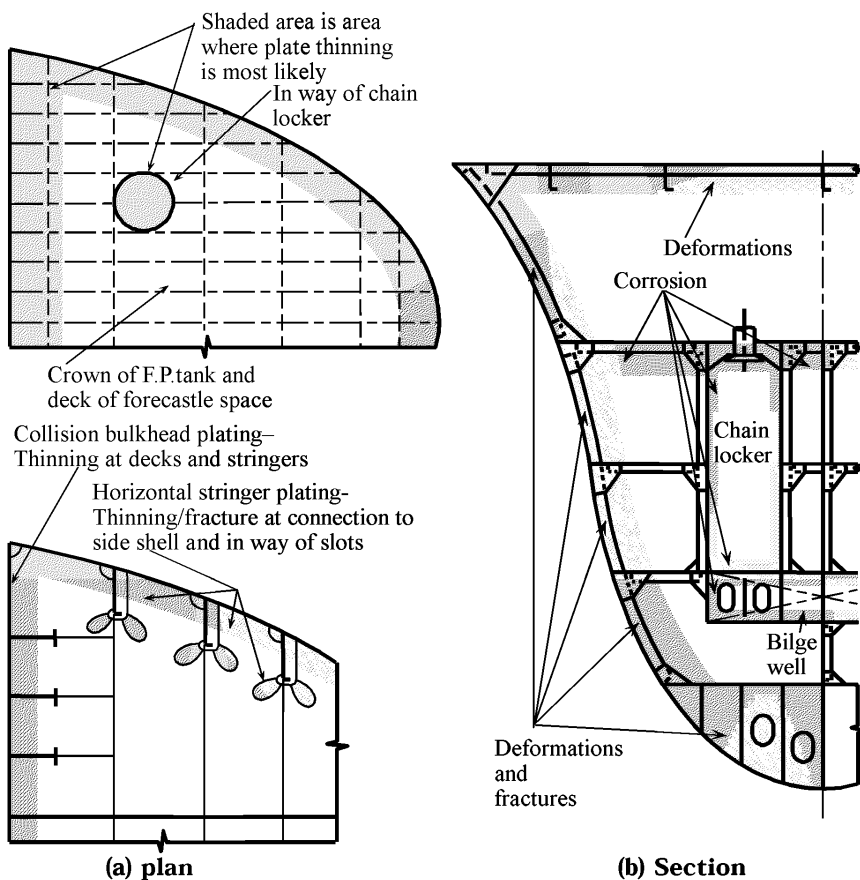 Shaded area is area
where plate thinning
is most likely
In way of chain
locker
Crown of F.P.tank and
deck of forecastle space
Collision bulkhead plating–
Thinning at decks and stringers
Horizontal stringer plating-
Thinning/fracture at connection to
side shell and in way of slots
(a) plan
Deformations
Corrosion
Chain
locker
Bilge
well
Deformations
and
fractures
(b) Section